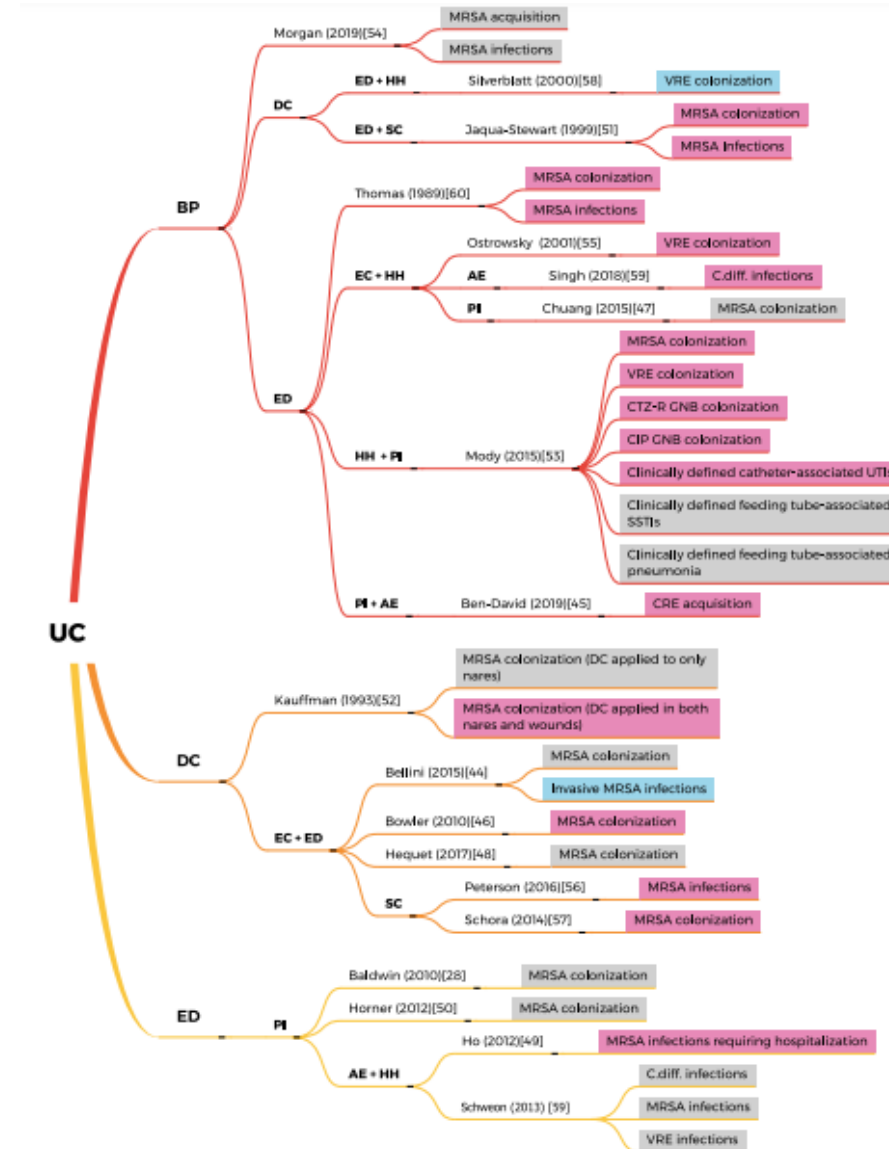 MRSA acquisition
Morgan (2019)[54]
MRSA infections
ED + HH
Silverblatt (2000)[58]
VRE colonization
DC
MRSA colonization
ED + SC
Jaqua-Stewart (1999)[51]
MRSA Infections
BP
MRSA colonization
Thomas (1989)[60]
MRSA infections
Ostrowsky (2001)[55]
VRE colonization
EC + HH
AE
Singh (2018)[59]
C.diff. infections
PI
Chuang (2015)[47]
MRSA colonization
ED
MRSA colonization
VRE colonization
CTZ-R GNB colonization
CIP GNB colonization
HH + PI
Mody (2015)[53]
Clinically defined catheter-associated UTIs
Clinically defined feeding tube-associated
SSTIs
Clinically defined feeding tube-associated
pneumonia
PI + AE
Ben-David (2019)[45]
CRE acquisition
UC
MRSA colonization (DC applied to only
nares)
Kauffman (1993)[52]
MRSA colonization (DC applied in both
nares and wounds)
DC
MRSA colonization
Bellini (2015)[44]
Invasive MRSA infections
Bowler (2010)[46]
MRSA colonization
EC + ED
Hequet (2017)[48]
MRSA colonization
Peterson (2016)[56]
MRSA infections
SC
Schora (2014)[57]
MRSA colonization
Baldwin (2010)[28]
MRSA colonization
ED
PI
Horner (2012)[50]
MRSA colonization
Ho (2012)[49]
MRSA infections requiring hospitalization
AE + HH
C.diff. infections
Schweon (2013) [59]
MRSA infections
VRE infections